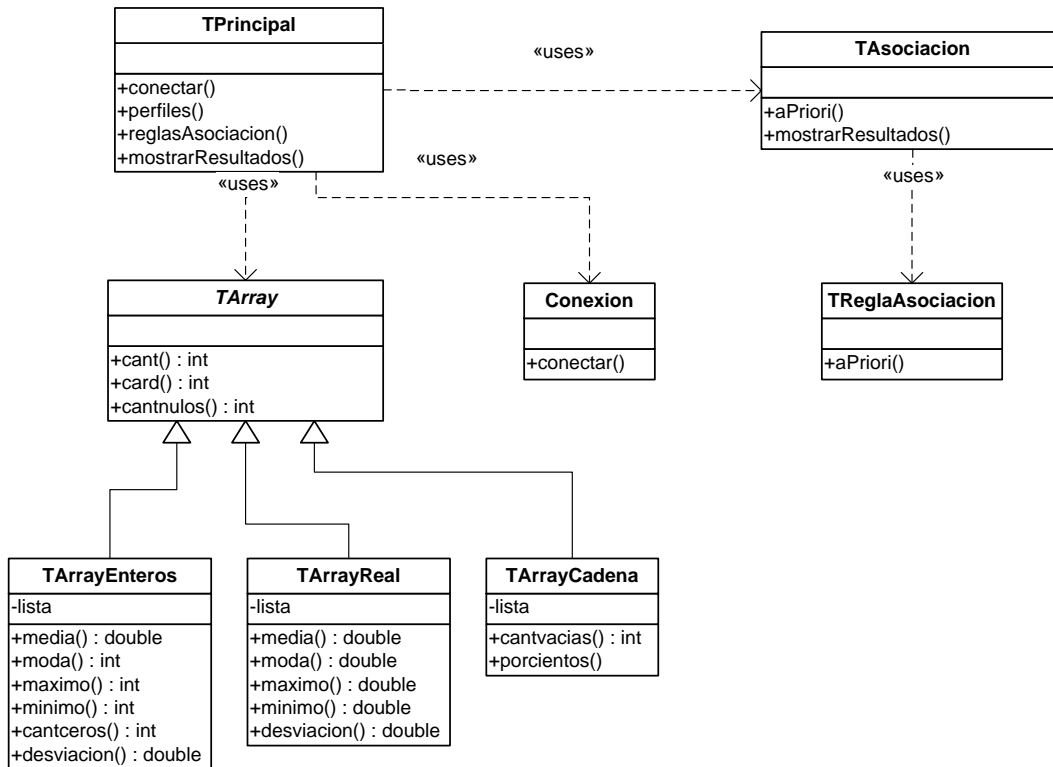 TPrincipal
+conectar()
+perfiles()
+reglasAsociacion()
+mostrarResultados()
«uses»
TAsociacion
+aPriori()
+mostrarResultados()
«uses»
«uses»
«uses»
TArray
+cant() : int
+card() : int
+cantnulos() : int
Conexion
+conectar()
TReglaAsociacion
+aPriori()
TArrayEnteros
-lista
+media() : double
+moda() : int
+maximo() : int
+minimo() : int
+cantceros() : int
+desviacion() : double
TArrayReal
-lista
+media() : double
+moda() : double
+maximo() : double
+minimo() : double
+desviacion() : double
TArrayCadena
-lista
+cantvacias() : int
+porcientos()